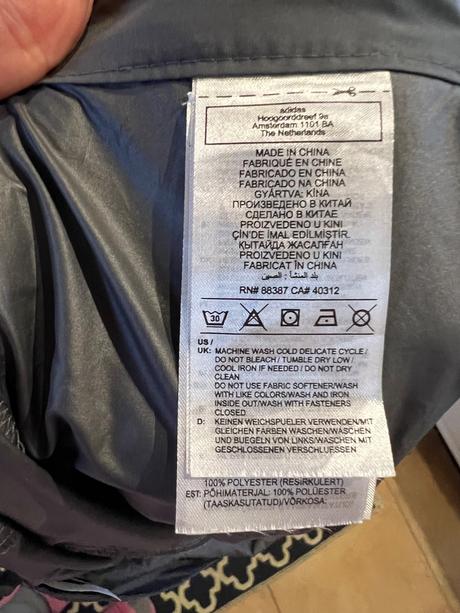 adidas
Hoogoorddreef 9a
Amsterdam 1101 BA
The Netherlands
MADE IN CHINA
FABRIQUÉ EN CHINE
FABRICADO EN CHINA
FABRICADO NA CHINA
GYÁRTVA: KÍNA
ПРОИЗВЕДЕНО В КИТАЙ
СДЕЛАНО В КИТАЕ
PROIZVEDENO U KINI
ÇİN'DE İMAL EDİLMİŞTİR.
ҚЫТАЙДА ЖАСАЛҒАН
PROIZVEDENO U KINI
FABRICAT ÎN CHINA
بلد المنشأ: الصين
RN# 88387 CA# 40312
30
US /
UK: MACHINE WASH COLD DELICATE CYCLE /
DO NOT BLEACH / TUMBLE DRY LOW /
COOL IRON IF NEEDED / DO NOT DRY
CLEAN
DO NOT USE FABRIC SOFTENER/WASH
WITH LIKE COLORS/WASH AND IRON
INSIDE OUT/WASH WITH FASTENERS
CLOSED
D: KEINEN WEICHSPUELER VERWENDEN/MIT
GLEICHEN FARBEN WASCHEN/WASCHEN
UND BUEGELN VON LINKS/WASCHEN MIT
GESCHLOSSENEN VERSCHLUESSEN
100% POLYESTER (RESIRKULERT)
EST: PÕHIMATERJAL: 100% POLÜESTER
(TAASKASUTATUD)/VÕRKOSA: